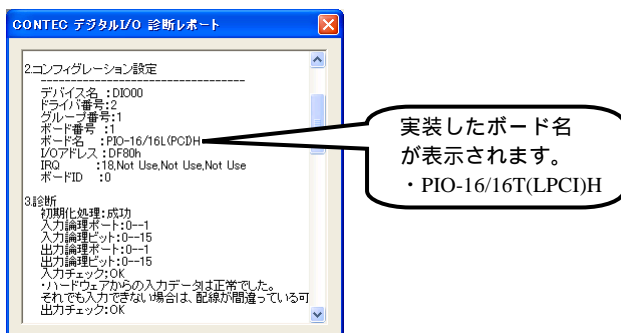 CONTEC デジタルI/O 診断レポート
2.コンフィグレーション設定
----------------------------------
デバイス名 :DIO00
ドライバ番号:2
グループ番号:1
ボード番号 :1
ボード名 :PIO-16/16L(PCI)H
I/Oアドレス :DF80h
IRQ :18,Not Use,Not Use,Not Use
ボードID :0
3.診断
初期化処理:成功
入力論理ポート:0--1
入力論理ビット:0--15
出力論理ポート:0--1
出力論理ビット:0--15
入力チェック:OK
・ハードウェアからの入力データは正常でした。
それでも入力できない場合は、配線が間違っている可
出力チェック:OK
実装したボード名
が表示されます。
・PIO-16/16T(LPCI)H